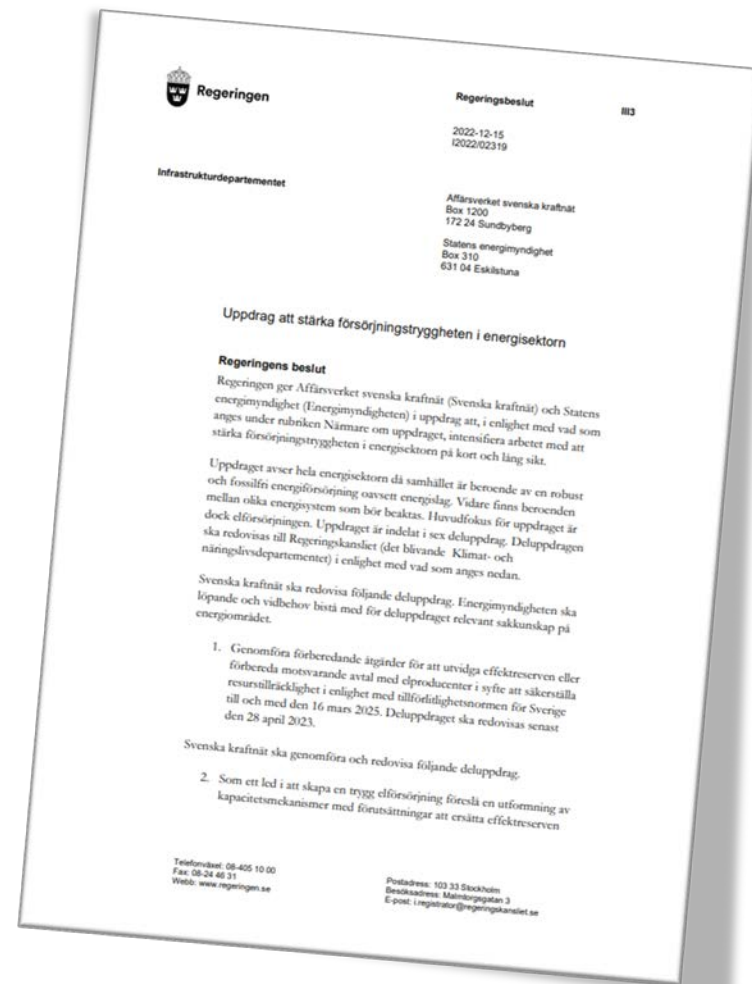 Regeringen
Regeringsbeslut
III3
2022-12-15
I2022/02319
Infrastrukturdepartementet
Affärsverket svenska kraftnät
Box 1200
172 24 Sundbyberg
Statens energimyndighet
Box 310
631 04 Eskilstuna
Uppdrag att stärka försörjningstryggheten i energisektorn
Regeringens beslut
Regeringen ger Affärsverket svenska kraftnät (Svenska kraftnät) och Statens
energimyndighet (Energimyndigheten) i uppdrag att, i enlighet med vad som
anges under rubriken Närmare om uppdraget, intensifiera arbetet med att
stärka försörjningstryggheten i energisektorn på kort och lång sikt.
Uppdraget avser hela energisektorn då samhället är beroende av en robust
och fossilfri energiförsörjning oavsett energislag. Vidare finns beroenden
mellan olika energisystem som bör beaktas. Huvudfokus för uppdraget är
dock elförsörjningen. Uppdraget är indelat i sex deluppdrag. Deluppdragen
ska redovisas till Regeringskansliet (det blivande Klimat- och
näringslivsdepartementet) i enlighet med vad som anges nedan.
Svenska kraftnät ska redovisa följande deluppdrag. Energimyndigheten ska
löpande och vidbehov bistå med för deluppdraget relevant sakkunskap på
energiområdet.
1. Genomföra förberedande åtgärder för att utvidga effektreserven eller
förbereda motsvarande avtal med elproducenter i syfte att säkerställa
resurstillräcklighet i enlighet med tillförlitlighetsnormen för Sverige
till och med den 16 mars 2025. Deluppdraget ska redovisas senast
den 28 april 2023.
Svenska kraftnät ska genomföra och redovisa följande deluppdrag.
2. Som ett led i att skapa en trygg elförsörjning föreslå en utformning av
kapacitetsmekanismer med förutsättningar att ersätta effektreserven
Telefonväxel: 08-405 10 00
Fax: 08-24 46 31
Webb: www.regeringen.se
Postadress: 103 33 Stockholm
Besöksadress: Malmtorgsgatan 3
E-post: i.registrator@regeringskansliet.se